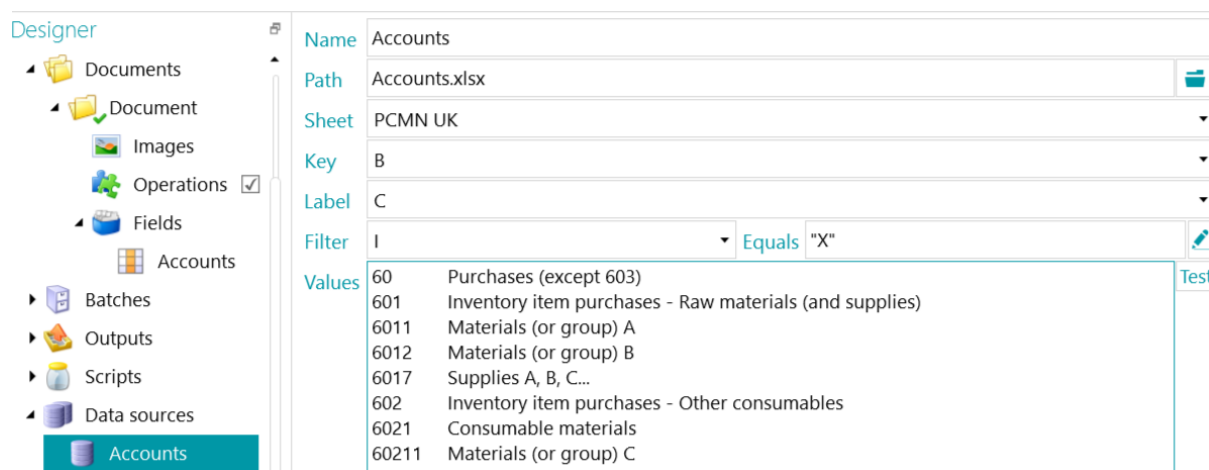 Designer
Documents
Document
Images
Operations
Fields
Accounts
Batches
Outputs
Scripts
Data sources
Accounts
Name Accounts
Path Accounts.xlsx
Sheet PCMN UK
Key B
Label C
Filter I Equals "X"
Values
60 Purchases (except 603)
601 Inventory item purchases - Raw materials (and supplies)
6011 Materials (or group) A
6012 Materials (or group) B
6017 Supplies A, B, C...
602 Inventory item purchases - Other consumables
6021 Consumable materials
60211 Materials (or group) C
Test